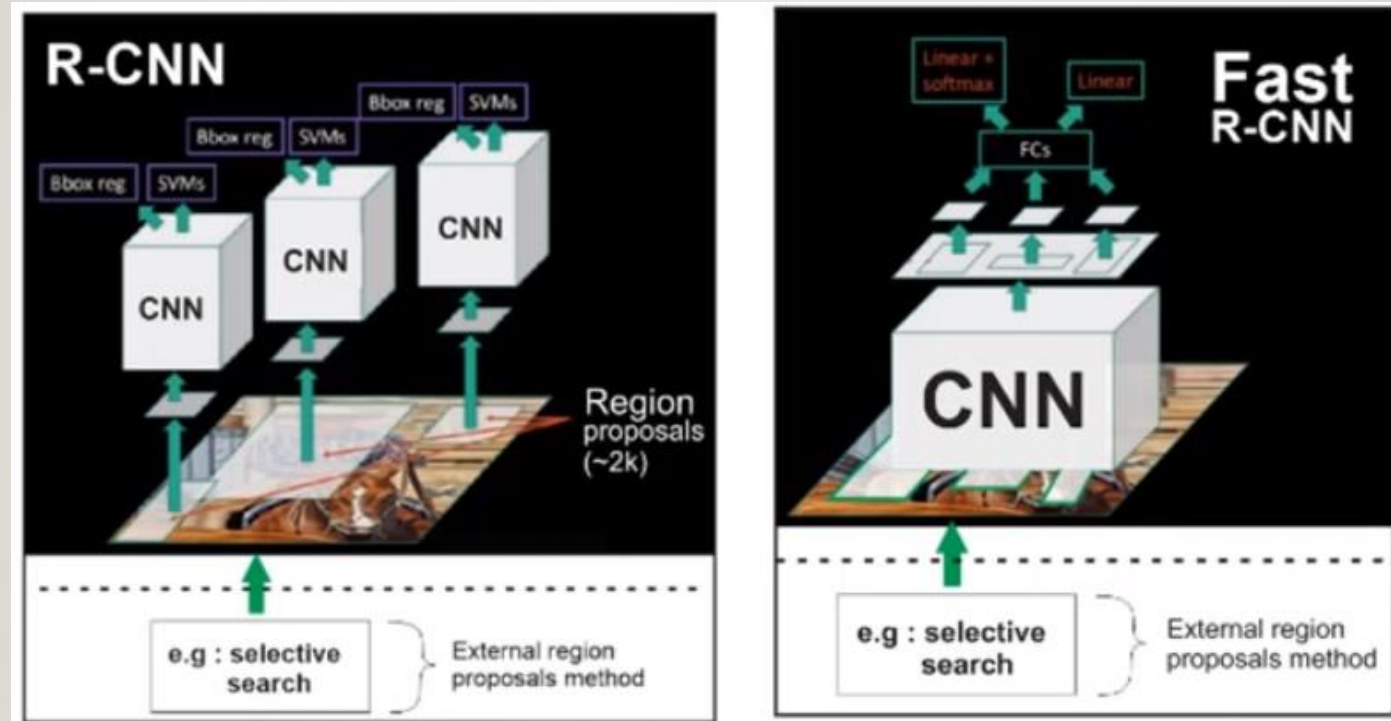 R-CNN
Bbox reg
SVMs
Bbox reg
SVMs
Bbox reg
SVMs
CNN
CNN
CNN
Region
proposals
(~2k)
e.g : selective
search
External region
proposals method
Linear +
softmax
Linear
Fast
R-CNN
FCs
CNN
e.g : selective
search
External region
proposals method